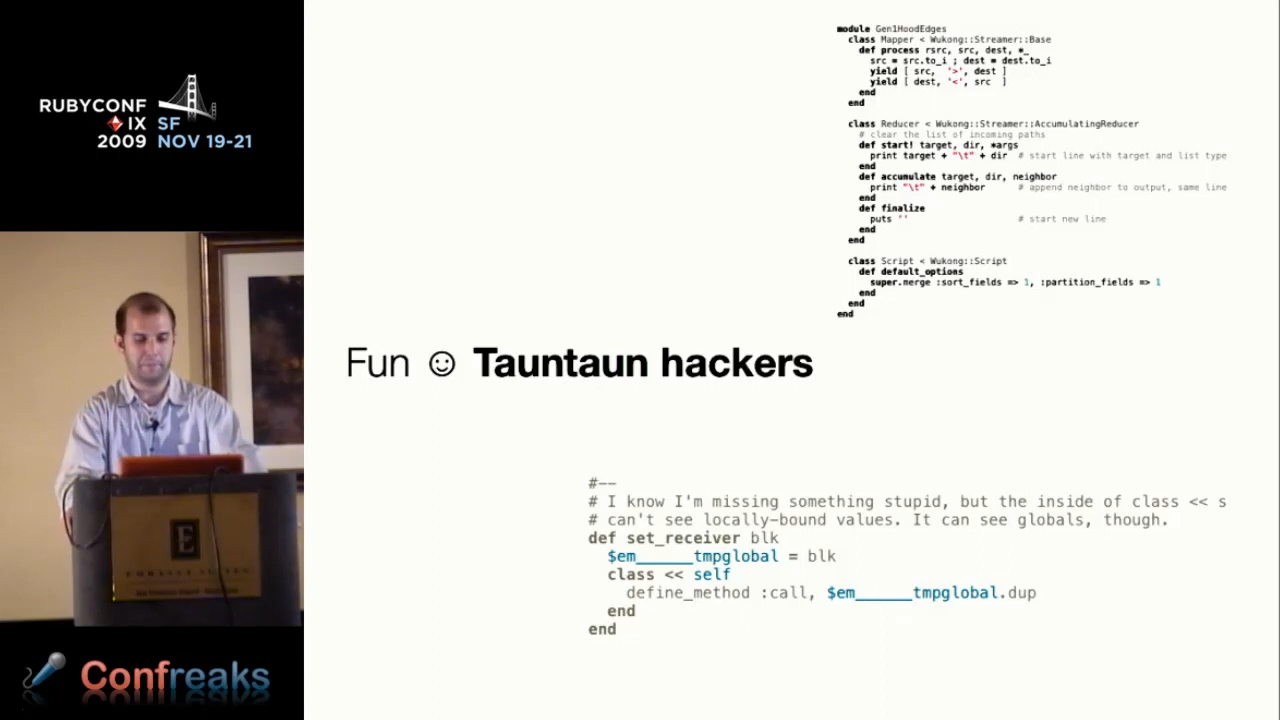 RUBYCONF
IX SF
2009 NOV 19-21
module Gen1HoodEdges
class Mapper < Wukong::Streamer::Base
def process rsrc, src, dest, *_
src = src.to_i ; dest = dest.to_i
yield [ src, '>', dest ]
yield [ dest, '<', src ]
end
end
class Reducer < Wukong::Streamer::AccumulatingReducer
# clear the list of incoming paths
def start! target, dir, *args
print target + "\t" + dir # start line with target and list type
end
def accumulate target, dir, neighbor
print "\t" + neighbor # append neighbor to output, same line
end
def finalize
puts '' # start new line
end
end
class Script < Wukong::Script
def default_options
super.merge :sort_fields => 1, :partition_fields => 1
end
end
end
Fun ☺ Tauntaun hackers
#--
# I know I'm missing something stupid, but the inside of class << s
# can't see locally-bound values. It can see globals, though.
def set_receiver blk
$em______tmpglobal = blk
class << self
define_method :call, $em______tmpglobal.dup
end
end
E
EMBASSY SUITES
Confreaks